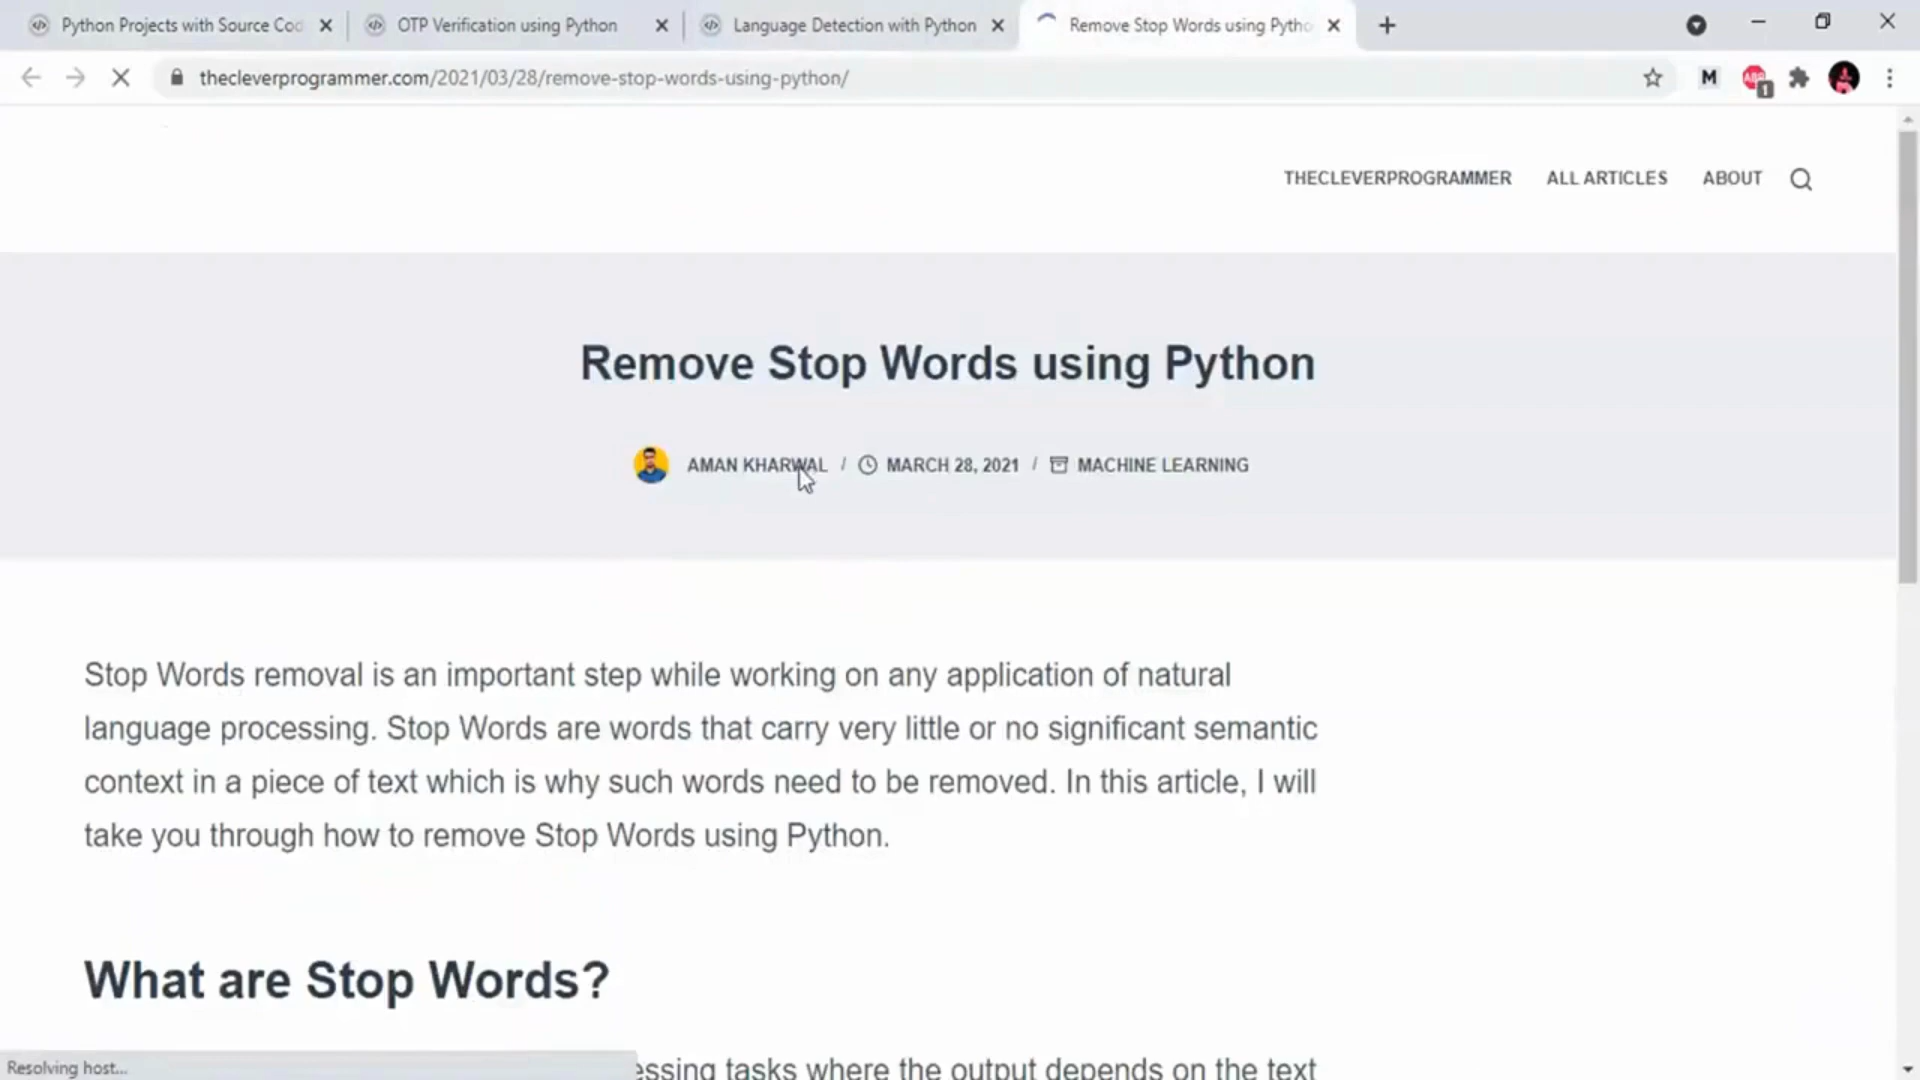 Python Projects with Source Cod
OTP Verification using Python
Language Detection with Python
Remove Stop Words using Pytho
thecleverprogrammer.com/2021/03/28/remove-stop-words-using-python/
M
ABP
1
THECLEVERPROGRAMMER
ALL ARTICLES
ABOUT
Remove Stop Words using Python
AMAN KHARWAL / MARCH 28, 2021 / MACHINE LEARNING
Stop Words removal is an important step while working on any application of natural
language processing. Stop Words are words that carry very little or no significant semantic
context in a piece of text which is why such words need to be removed. In this article, I will
take you through how to remove Stop Words using Python.
What are Stop Words?
essing tasks where the output depends on the text
Resolving host...